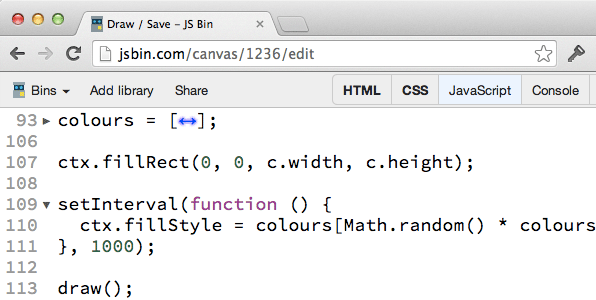 Draw / Save – JS Bin
jsbin.com/canvas/1236/edit
Bins Add library Share HTML CSS JavaScript Console
93 colours = [↔];
106
107 ctx.fillRect(0, 0, c.width, c.height);
108
109 setInterval(function () {
110 ctx.fillStyle = colours[Math.random() * colours
111 }, 1000);
112
113 draw();